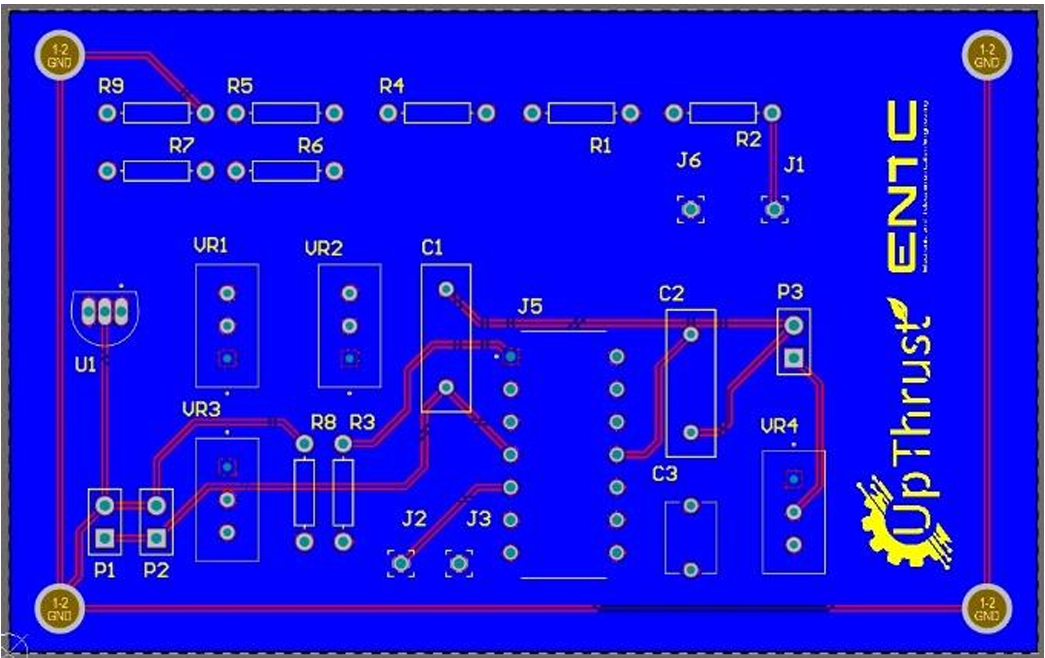 1-2
GND
1-2
GND
R9
R5
R4
R7
R6
R1
R2
J6
J1
ENTC
VR1
VR2
C1
C2
P3
J5
U1
UpThrust
VR3
R8
R3
VR4
C3
J2
J3
P1
P2
1-2
GND
1-2
GND